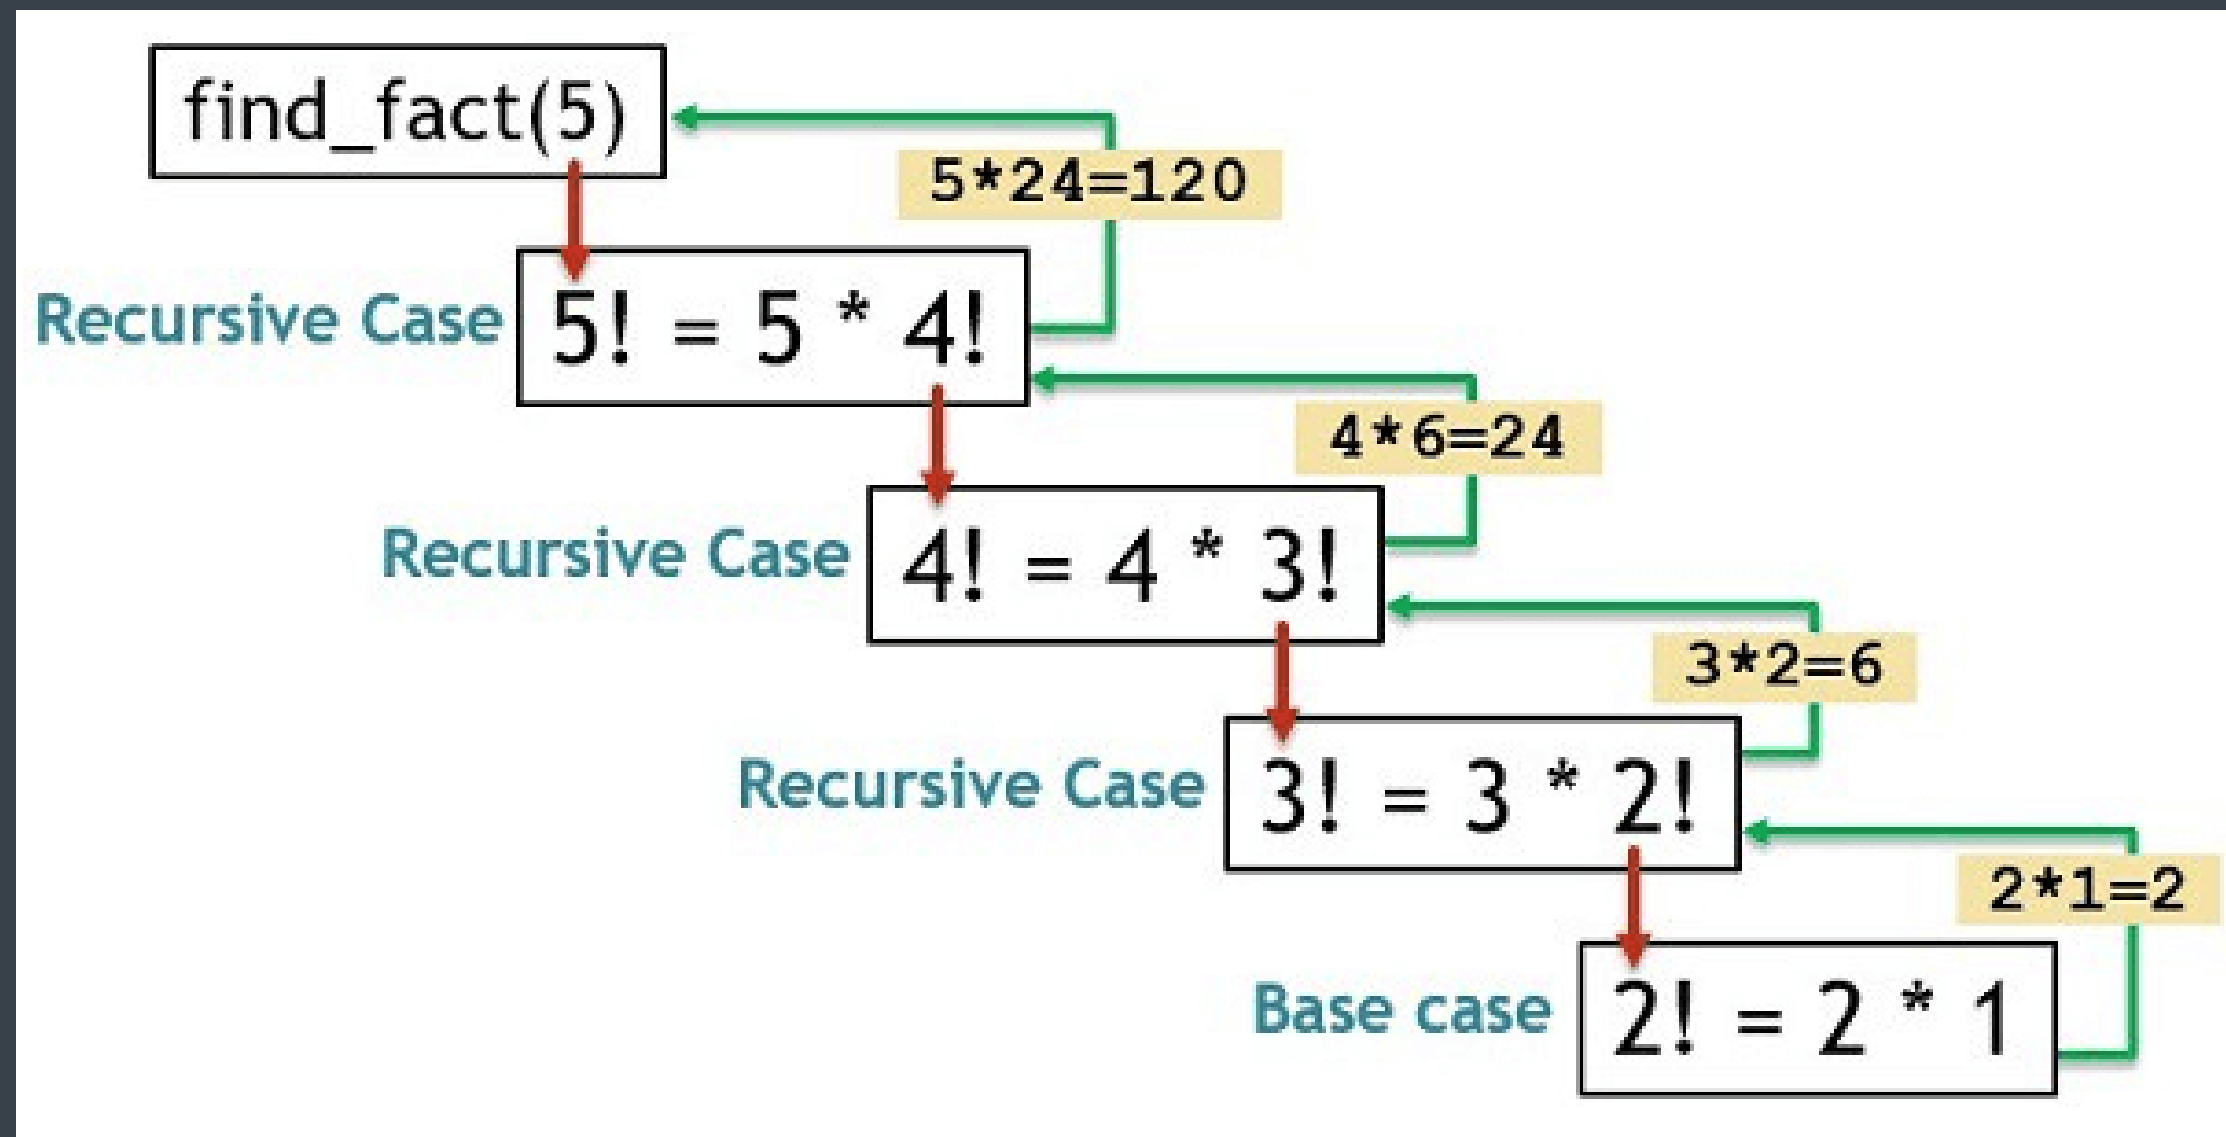 find_fact(5)
5*24=120
Recursive Case
5! = 5 * 4!
4*6=24
Recursive Case
4! = 4 * 3!
3*2=6
Recursive Case
3! = 3 * 2!
2*1=2
Base case
2! = 2 * 1